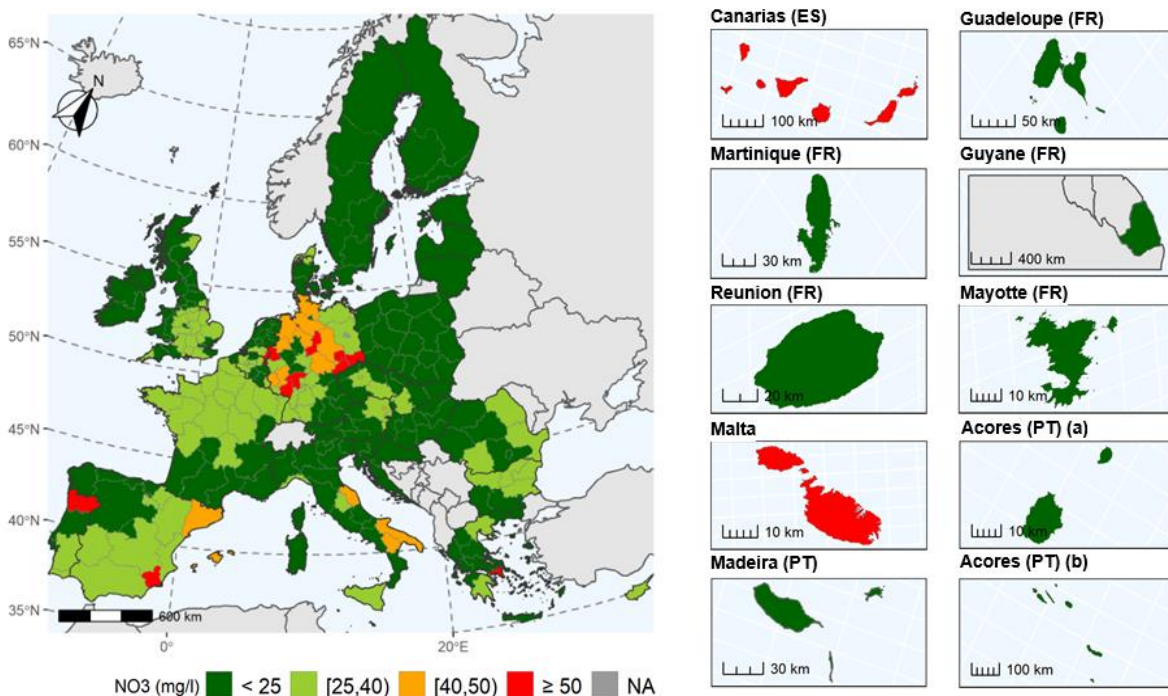 65°N
60°N
55°N
50°N
45°N
40°N
35°N
N
600 km
0°
20°E
NO3 (mg/l) < 25 [25,40) [40,50) ≥ 50 NA
Canarias (ES)
100 km
Guadeloupe (FR)
50 km
Martinique (FR)
30 km
Guyane (FR)
400 km
Reunion (FR)
20 km
Mayotte (FR)
10 km
Malta
10 km
Acores (PT) (a)
10 km
Madeira (PT)
30 km
Acores (PT) (b)
100 km